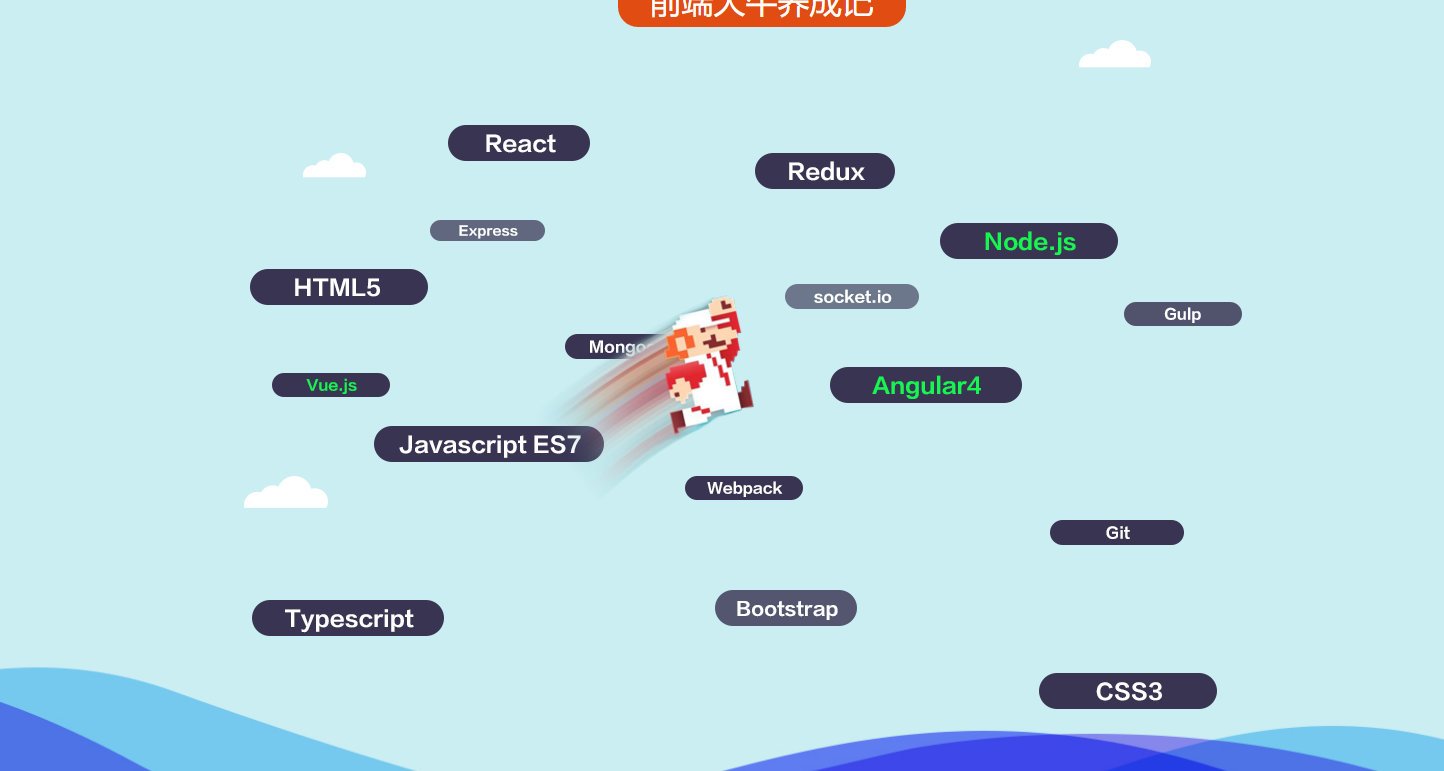 前端大牛养成记
React
Redux
Express
Node.js
HTML5
socket.io
Gulp
Mongo
Vue.js
Angular4
Javascript ES7
Webpack
Git
Bootstrap
Typescript
CSS3